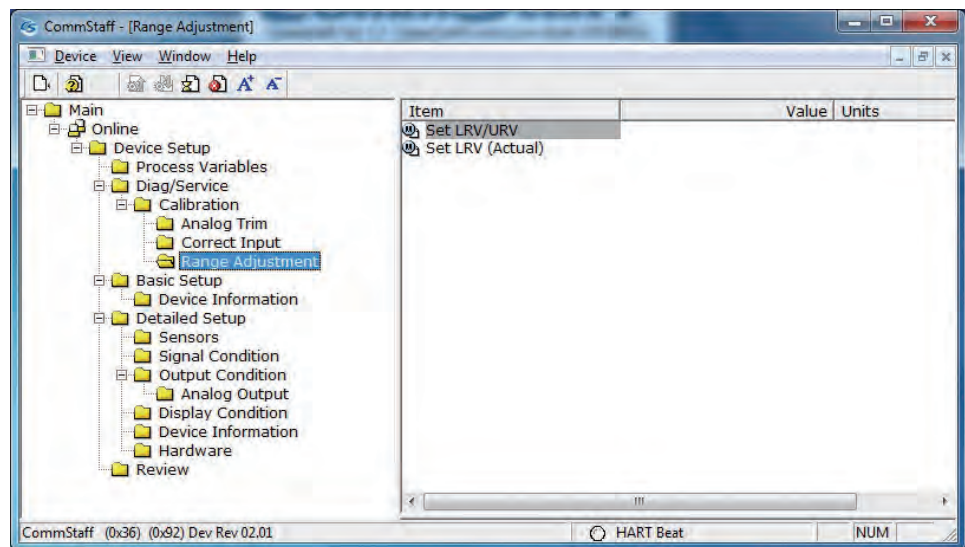 CommStaff - [Range Adjustment]
Device View Window Help
Main
Online
Device Setup
Process Variables
Diag/Service
Calibration
Analog Trim
Correct Input
Range Adjustment
Basic Setup
Device Information
Detailed Setup
Sensors
Signal Condition
Output Condition
Analog Output
Display Condition
Device Information
Hardware
Review
Item Value Units
Set LRV/URV
Set LRV (Actual)
CommStaff (0x36) (0x92) Dev Rev 02.01 HART Beat NUM